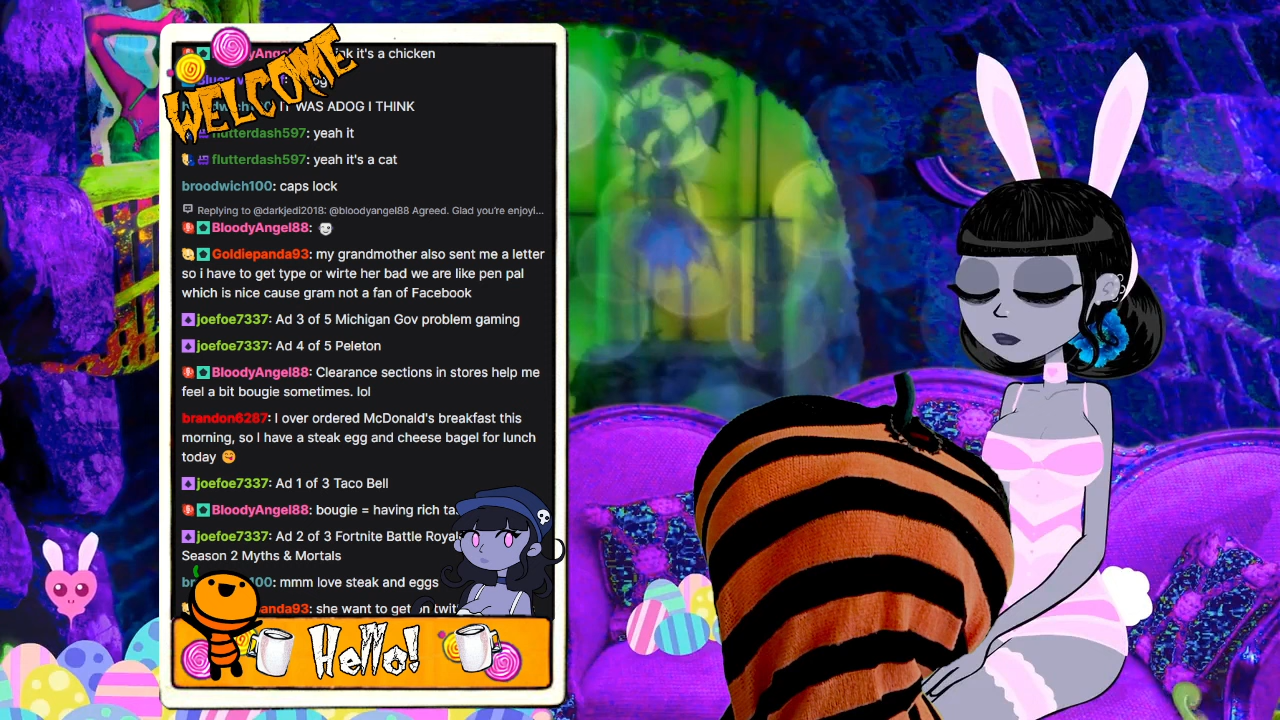 WELCOME
it's a chicken
IT WAS ADOG I THINK
flutterdash597: yeah it
flutterdash597: yeah it's a cat
broodwich100: caps lock
Replying to @darkjedi2018: @bloodyangel88 Agreed. Glad you're enjoyi...
BloodyAngel88:
Goldiepanda93: my grandmother also sent me a letter
so i have to get type or wirte her bad we are like pen pal
which is nice cause gram not a fan of Facebook
joefoe7337: Ad 3 of 5 Michigan Gov problem gaming
joefoe7337: Ad 4 of 5 Peleton
BloodyAngel88: Clearance sections in stores help me
feel a bit bougie sometimes. lol
brandon6287: I over ordered McDonald's breakfast this
morning, so I have a steak egg and cheese bagel for lunch
today
joefoe7337: Ad 1 of 3 Taco Bell
BloodyAngel88: bougie = having rich
joefoe7337: Ad 2 of 3 Fortnite Battle
Season 2 Myths & Mortals
mmm love steak and eggs
she want to get on
Hello!